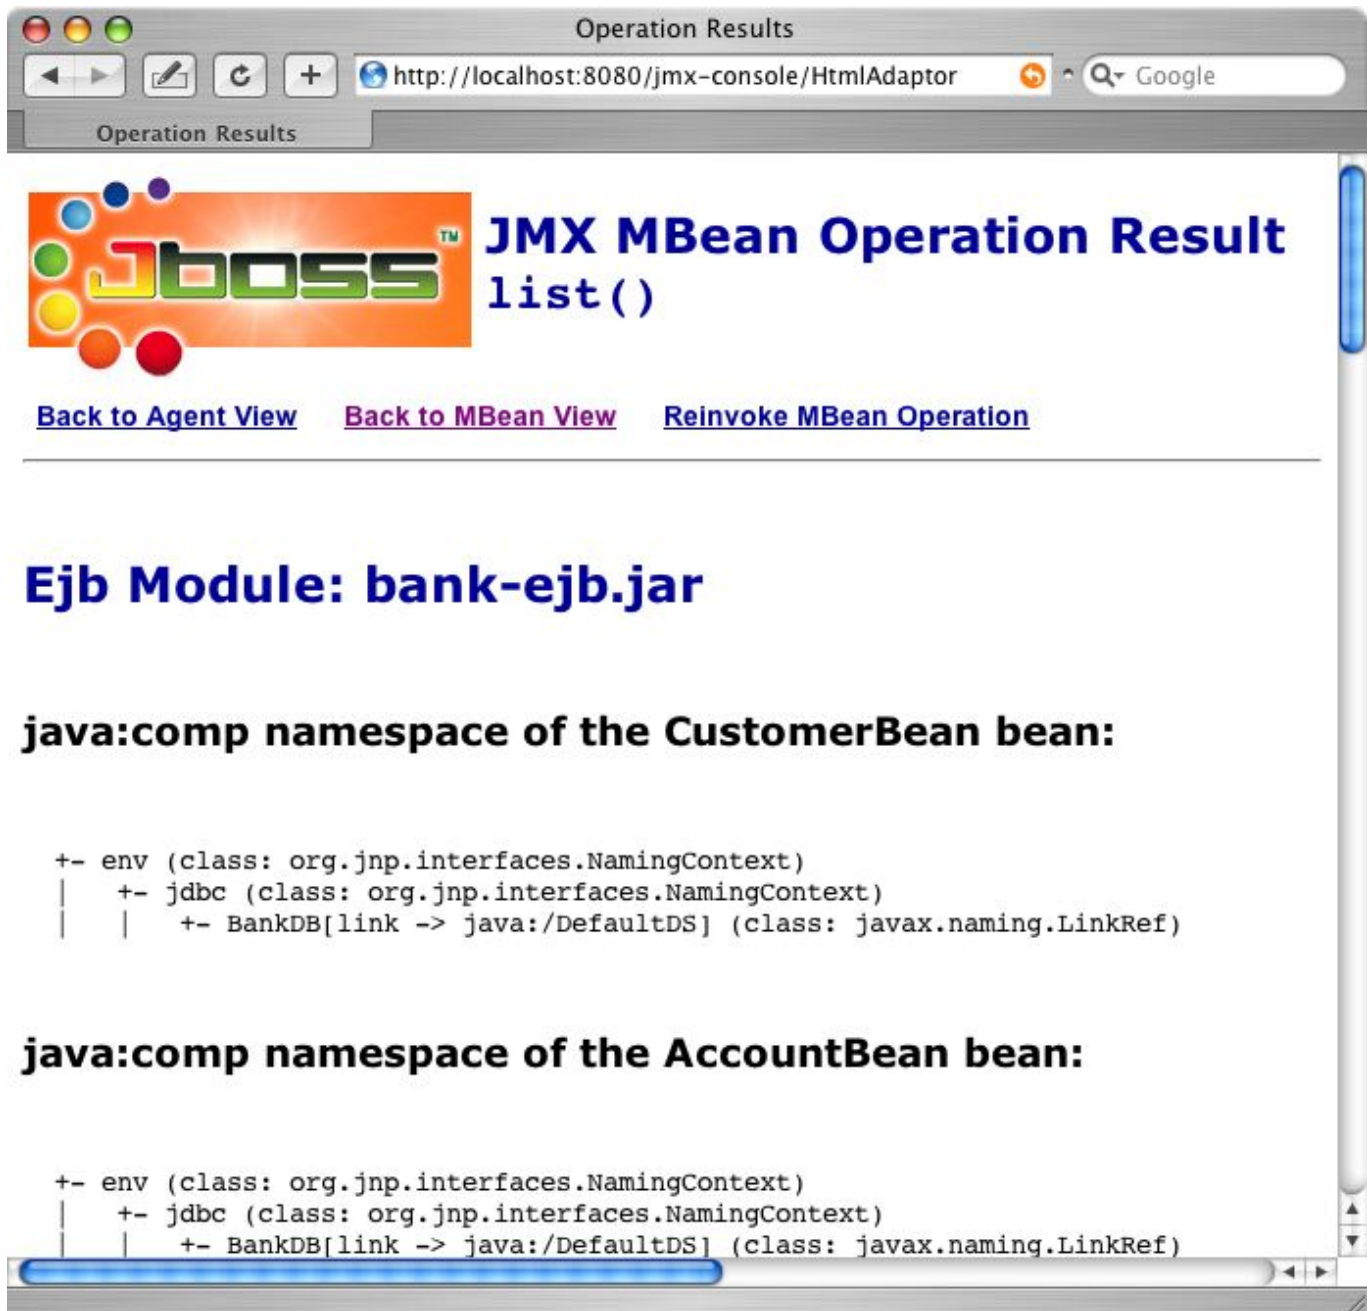 Operation Results
http://localhost:8080/jmx-console/HtmlAdaptor
Google
Operation Results
Jboss TM
JMX MBean Operation Result
list()
Back to Agent View Back to MBean View Reinvoke MBean Operation
Ejb Module: bank-ejb.jar
java:comp namespace of the CustomerBean bean:
+- env (class: org.jnp.interfaces.NamingContext)
|   +- jdbc (class: org.jnp.interfaces.NamingContext)
|   |   +- BankDB[link -> java:/DefaultDS] (class: javax.naming.LinkRef)
java:comp namespace of the AccountBean bean:
+- env (class: org.jnp.interfaces.NamingContext)
|   +- jdbc (class: org.jnp.interfaces.NamingContext)
|   |   +- BankDB[link -> java:/DefaultDS] (class: javax.naming.LinkRef)